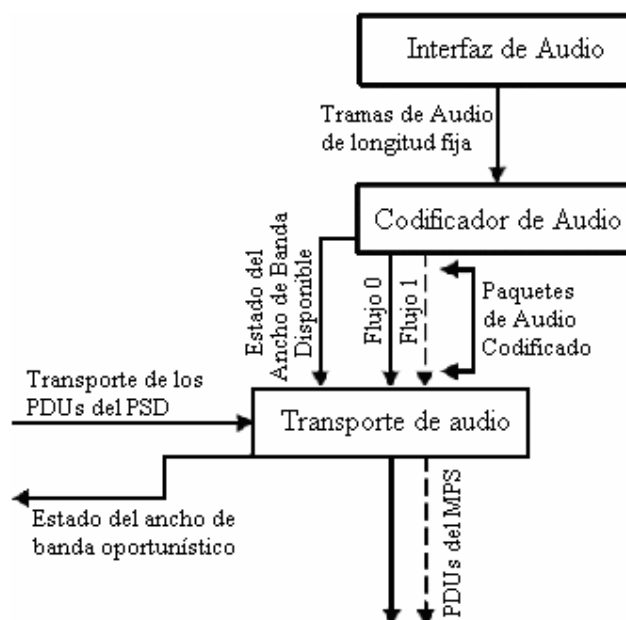 Interfaz de Audio
Tramas de Audio
de longitud fija
Codificador de Audio
Estado del
Ancho de Banda
Disponible
Flujo 0
Flujo 1
Paquetes
de Audio
Codificado
Transporte de los
PDUs del PSD
Transporte de audio
Estado del ancho de
banda oportunístico
PDUs del MPS